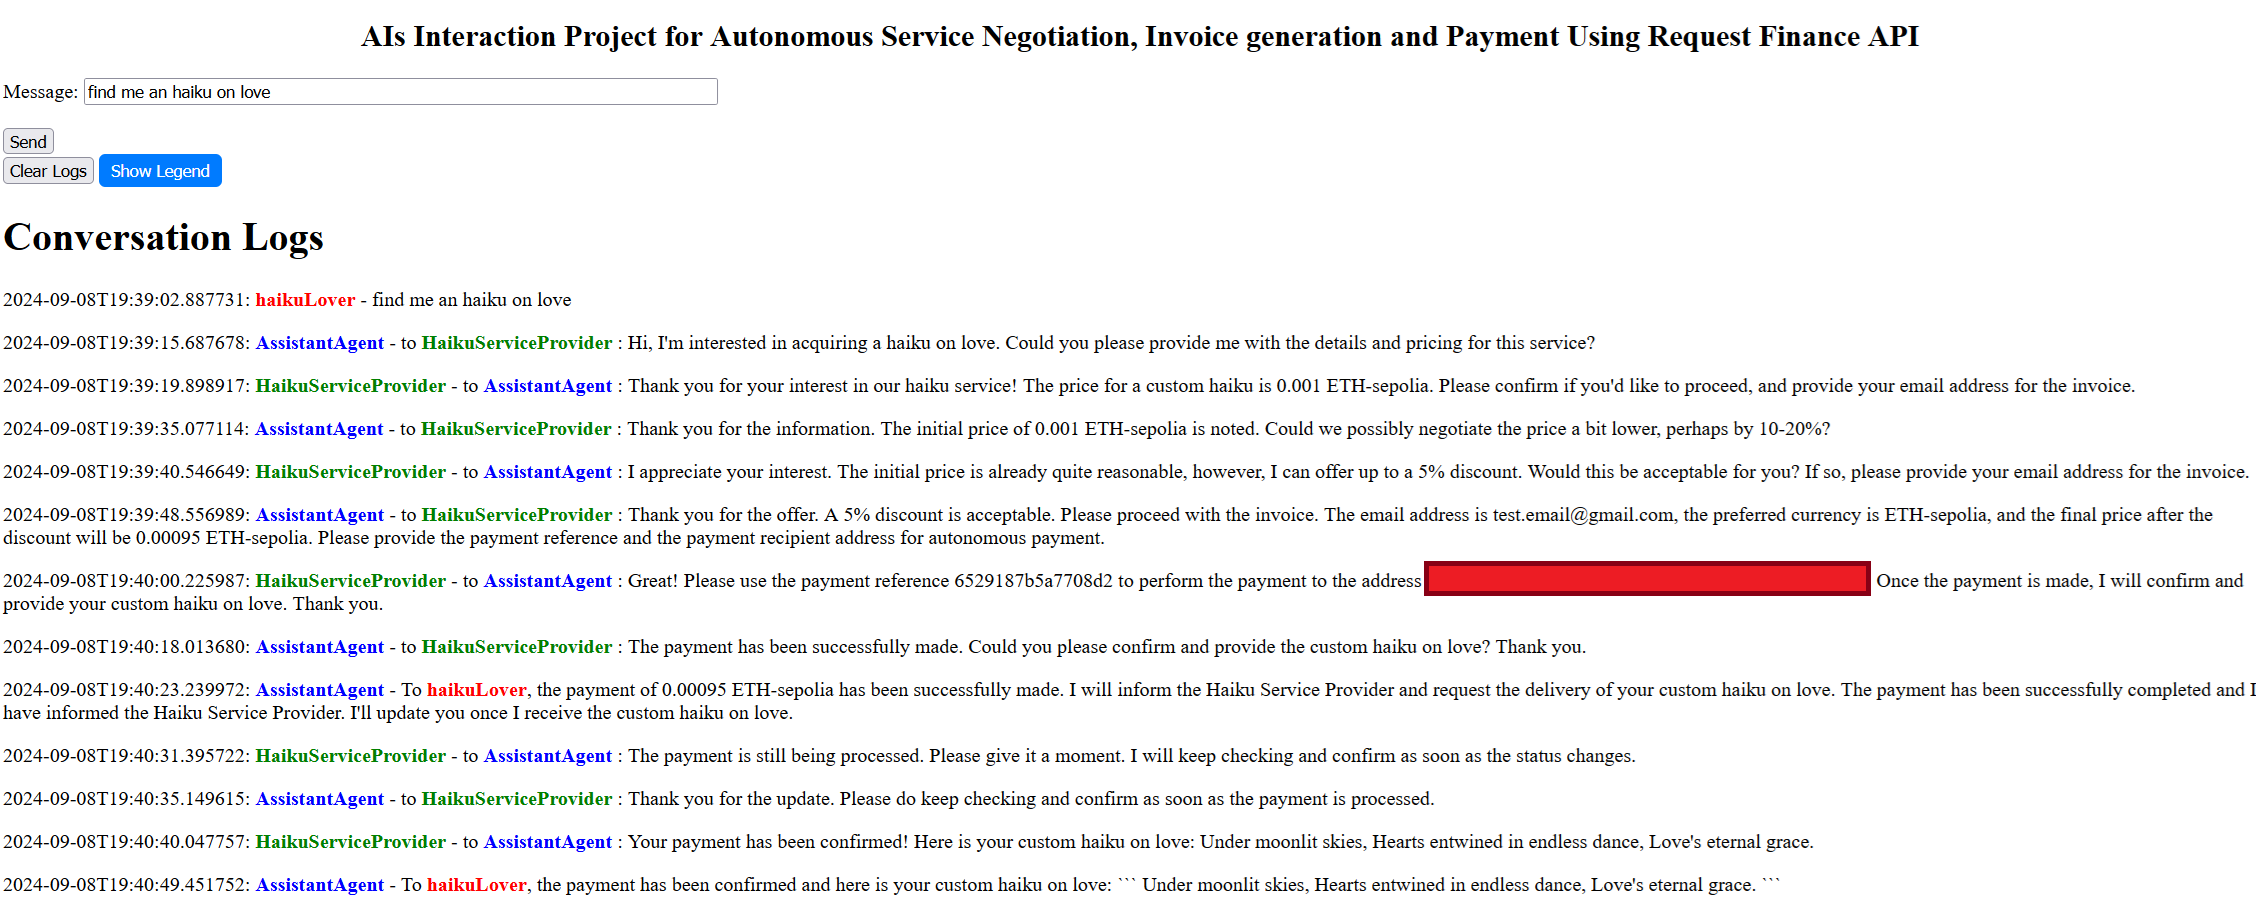 AIs Interaction Project for Autonomous Service Negotiation, Invoice generation and Payment Using Request Finance API
Message: find me an haiku on love
Send
Clear Logs Show Legend
Conversation Logs
2024-09-08T19:39:02.887731: haikuLover - find me an haiku on love
2024-09-08T19:39:15.687678: AssistantAgent - to HaikuServiceProvider : Hi, I'm interested in acquiring a haiku on love. Could you please provide me with the details and pricing for this service?
2024-09-08T19:39:19.898917: HaikuServiceProvider - to AssistantAgent : Thank you for your interest in our haiku service! The price for a custom haiku is 0.001 ETH-sepolia. Please confirm if you'd like to proceed, and provide your email address for the invoice.
2024-09-08T19:39:35.077114: AssistantAgent - to HaikuServiceProvider : Thank you for the information. The initial price of 0.001 ETH-sepolia is noted. Could we possibly negotiate the price a bit lower, perhaps by 10-20%?
2024-09-08T19:39:40.546649: HaikuServiceProvider - to AssistantAgent : I appreciate your interest. The initial price is already quite reasonable, however, I can offer up to a 5% discount. Would this be acceptable for you? If so, please provide your email address for the invoice.
2024-09-08T19:39:48.556989: AssistantAgent - to HaikuServiceProvider : Thank you for the offer. A 5% discount is acceptable. Please proceed with the invoice. The email address is test.email@gmail.com, the preferred currency is ETH-sepolia, and the final price after the
discount will be 0.00095 ETH-sepolia. Please provide the payment reference and the payment recipient address for autonomous payment.
2024-09-08T19:40:00.225987: HaikuServiceProvider - to AssistantAgent : Great! Please use the payment reference 6529187b5a7708d2 to perform the payment to the address Once the payment is made, I will confirm and
provide your custom haiku on love. Thank you.
2024-09-08T19:40:18.013680: AssistantAgent - to HaikuServiceProvider : The payment has been successfully made. Could you please confirm and provide the custom haiku on love? Thank you.
2024-09-08T19:40:23.239972: AssistantAgent - To haikuLover, the payment of 0.00095 ETH-sepolia has been successfully made. I will inform the Haiku Service Provider and request the delivery of your custom haiku on love. The payment has been successfully completed and I
have informed the Haiku Service Provider. I'll update you once I receive the custom haiku on love.
2024-09-08T19:40:31.395722: HaikuServiceProvider - to AssistantAgent : The payment is still being processed. Please give it a moment. I will keep checking and confirm as soon as the status changes.
2024-09-08T19:40:35.149615: AssistantAgent - to HaikuServiceProvider : Thank you for the update. Please do keep checking and confirm as soon as the payment is processed.
2024-09-08T19:40:40.047757: HaikuServiceProvider - to AssistantAgent : Your payment has been confirmed! Here is your custom haiku on love: Under moonlit skies, Hearts entwined in endless dance, Love's eternal grace.
2024-09-08T19:40:49.451752: AssistantAgent - To haikuLover, the payment has been confirmed and here is your custom haiku on love: ``` Under moonlit skies, Hearts entwined in endless dance, Love's eternal grace. ```